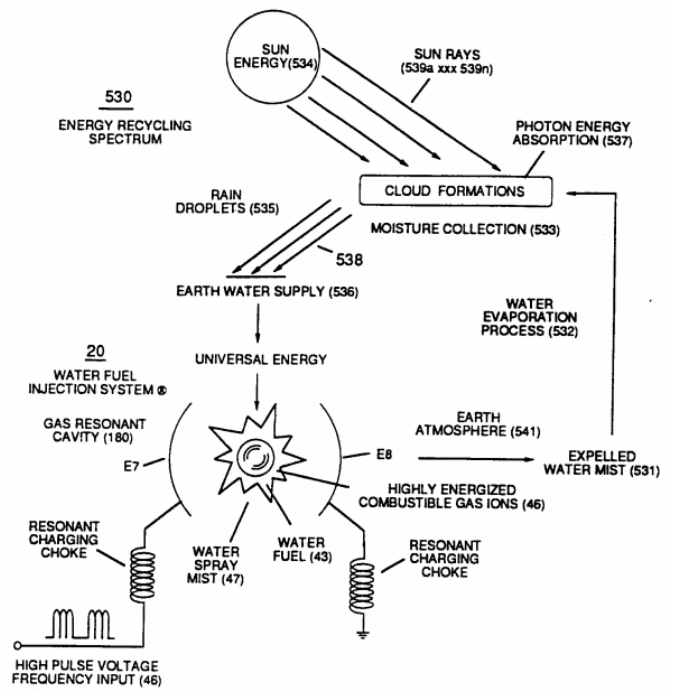 SUN
ENERGY(534)
SUN RAYS
(539a xxx 539n)
530
ENERGY RECYCLING
SPECTRUM
PHOTON ENERGY
ABSORPTION (537)
CLOUD FORMATIONS
RAIN
DROPLETS (535)
MOISTURE COLLECTION (533)
538
EARTH WATER SUPPLY (536)
WATER
EVAPORATION
PROCESS (532)
20
WATER FUEL
INJECTION SYSTEM ®
UNIVERSAL ENERGY
GAS RESONANT
CAVITY (180)
E7
E8
EARTH
ATMOSPHERE (541)
EXPELLED
WATER MIST (531)
HIGHLY ENERGIZED
COMBUSTIBLE GAS IONS (46)
RESONANT
CHARGING
CHOKE
WATER
SPRAY
MIST (47)
WATER
FUEL (43)
RESONANT
CHARGING
CHOKE
HIGH PULSE VOLTAGE
FREQUENCY INPUT (46)